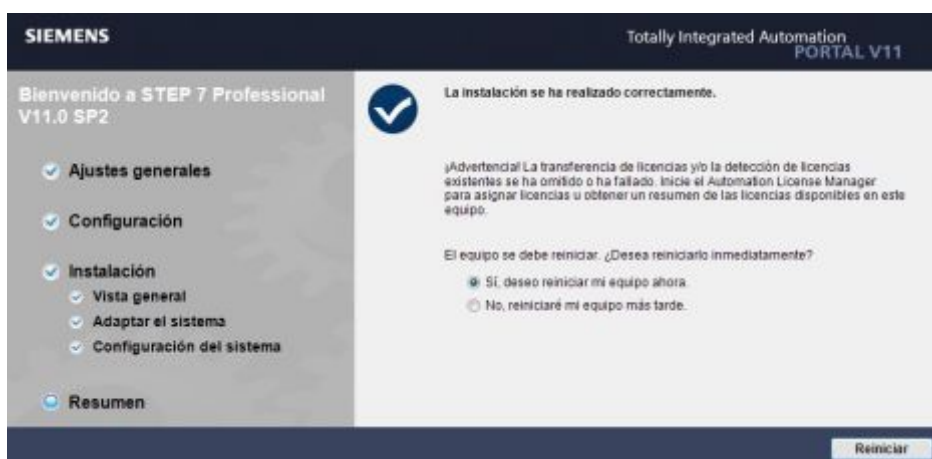 SIEMENS
Totally Integrated Automation
PORTAL V11
Bienvenido a STEP 7 Professional
V11.0 SP2
Ajustes generales
Configuración
Instalación
Vista general
Adaptar el sistema
Configuración del sistema
Resumen
La instalación se ha realizado correctamente.
¡Advertencia! La transferencia de licencias y/o la detección de licencias
existentes se ha omitido o ha fallado. Inicie el Automation License Manager
para asignar licencias u obtener un resumen de las licencias disponibles en este
equipo.
El equipo se debe reiniciar. ¿Desea reiniciarlo inmediatamente?
Sí, deseo reiniciar mi equipo ahora.
No, reiniciaré mi equipo más tarde.
Reiniciar